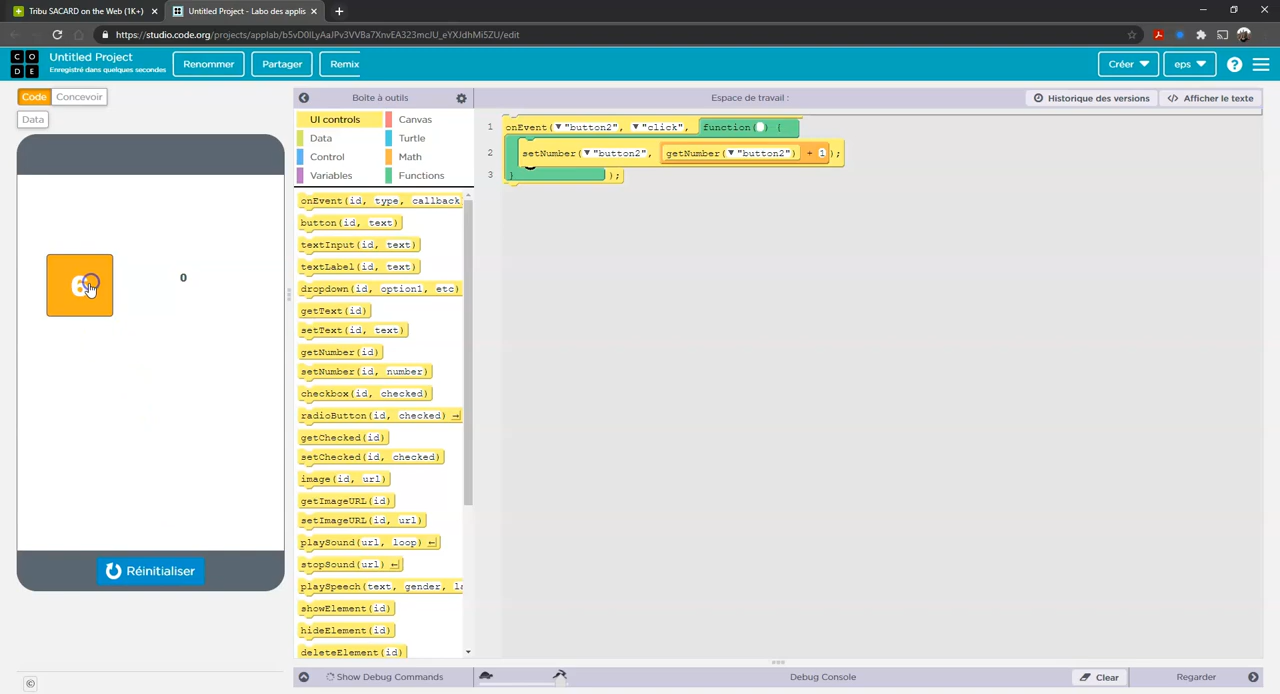 Tribu SACARD on the Web (1K+)
Untitled Project - Labo des applis
https://studio.code.org/projects/applab/b5vD0lLyAaJPv3VVBa7XnvEA323mcJU_eYXJdhMi5ZU/edit
C O D E
Untitled Project
Enregistré dans quelques secondes
Renommer
Partager
Remix
Créer
eps
Code
Concevoir
Data
Boîte à outils
Espace de travail :
Historique des versions
Afficher le texte
UI controls
Canvas
Data
Turtle
Control
Math
Variables
Functions
1 onEvent("button2", "click", function() {
2 setNumber("button2", getNumber("button2") + 1);
3 });
6
0
onEvent(id, type, callback
button(id, text)
textInput(id, text)
textLabel(id, text)
dropdown(id, option1, etc)
getText(id)
setText(id, text)
getNumber(id)
setNumber(id, number)
checkbox(id, checked)
radioButton(id, checked)
getChecked(id)
setChecked(id, checked)
image(id, url)
getImageURL(id)
setImageURL(id, url)
playSound(url, loop)
stopSound(url)
playSpeech(text, gender, la
showElement(id)
hideElement(id)
deleteElement(id)
Réinitialiser
Show Debug Commands
Debug Console
Clear
Regarder